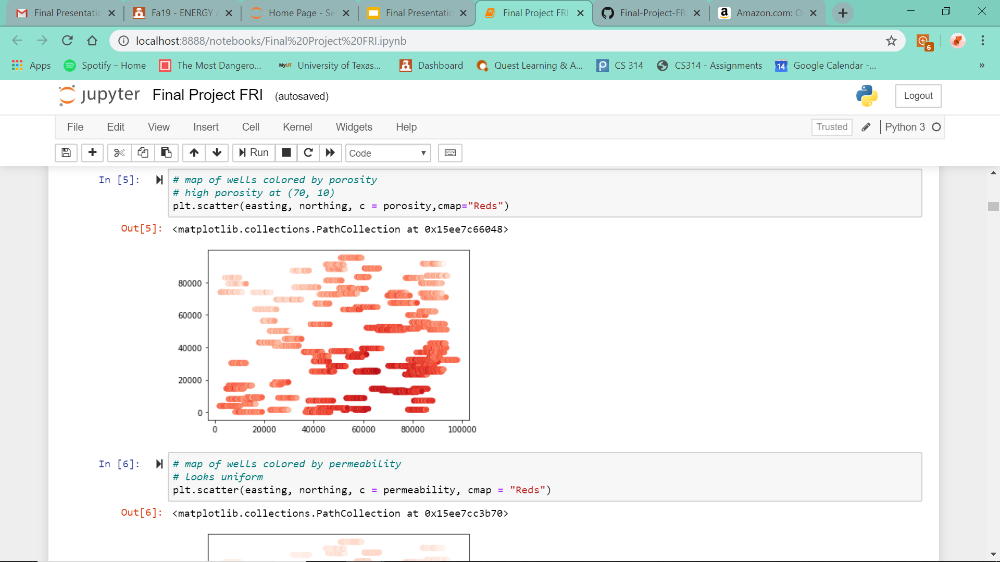 Final Presentatio
Fa19 - ENERGY A
Home Page - Se
Final Presentatio
Final Project FRI
Final-Project-FR
Amazon.com: O
localhost:8888/notebooks/Final%20Project%20FRI.ipynb
6
Apps
Spotify – Home
The Most Dangero...
MyUT University of Texas...
Dashboard
Quest Learning & A...
CS 314
CS314 - Assignments
14 Google Calendar -...
»
jupyter Final Project FRI (autosaved)
Logout
File Edit View Insert Cell Kernel Widgets Help
Trusted Python 3
Run Code
In [5]: # map of wells colored by porosity
# high porosity at (70, 10)
plt.scatter(easting, northing, c = porosity,cmap="Reds")
Out[5]: <matplotlib.collections.PathCollection at 0x15ee7c66048>
80000
60000
40000
20000
0
0 20000 40000 60000 80000 100000
In [6]: # map of wells colored by permeability
# looks uniform
plt.scatter(easting, northing, c = permeability, cmap = "Reds")
Out[6]: <matplotlib.collections.PathCollection at 0x15ee7cc3b70>